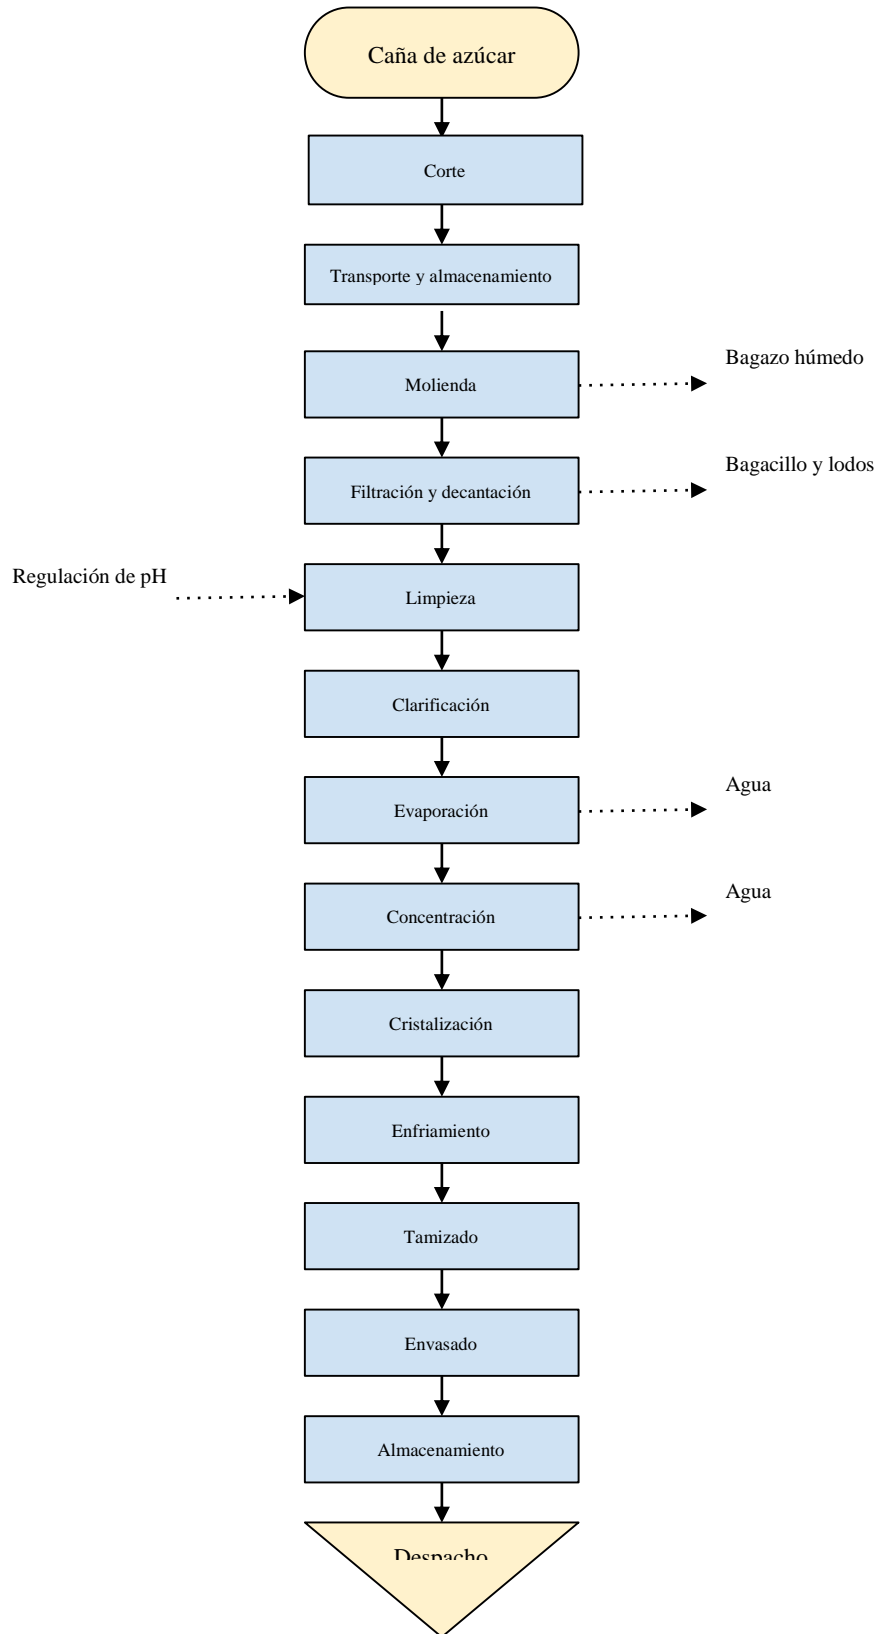 Caña de azúcar
Corte
Transporte y almacenamiento
Molienda
Bagazo húmedo
Filtración y decantación
Bagacillo y lodos
Regulación de pH
Limpieza
Clarificación
Evaporación
Agua
Concentración
Agua
Cristalización
Enfriamiento
Tamizado
Envasado
Almacenamiento
Despacho